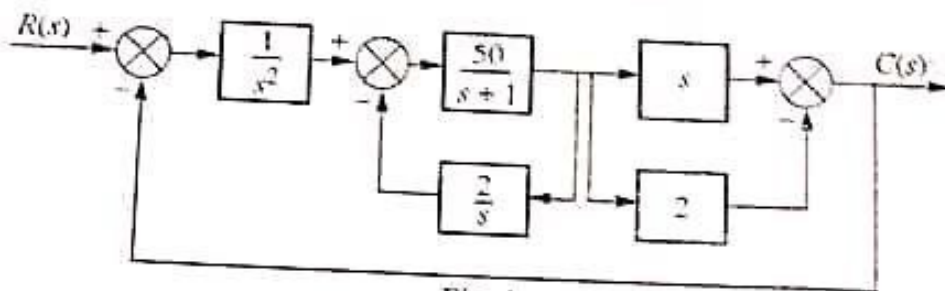 R(s) + 1/s² + 50/(s + 1) s + C(s)
− − −
2/s 2